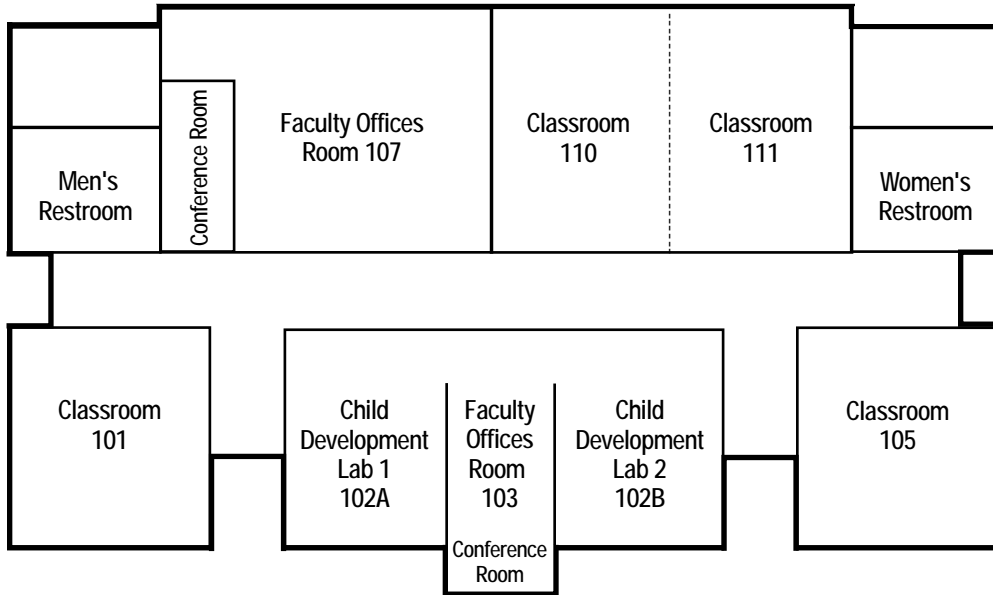 Conference Room
Faculty Offices
Room 107
Classroom
110
Classroom
111
Men's
Restroom
Women's
Restroom
Classroom
101
Child
Development
Lab 1
102A
Faculty
Offices
Room
103
Conference
Room
Child
Development
Lab 2
102B
Classroom
105